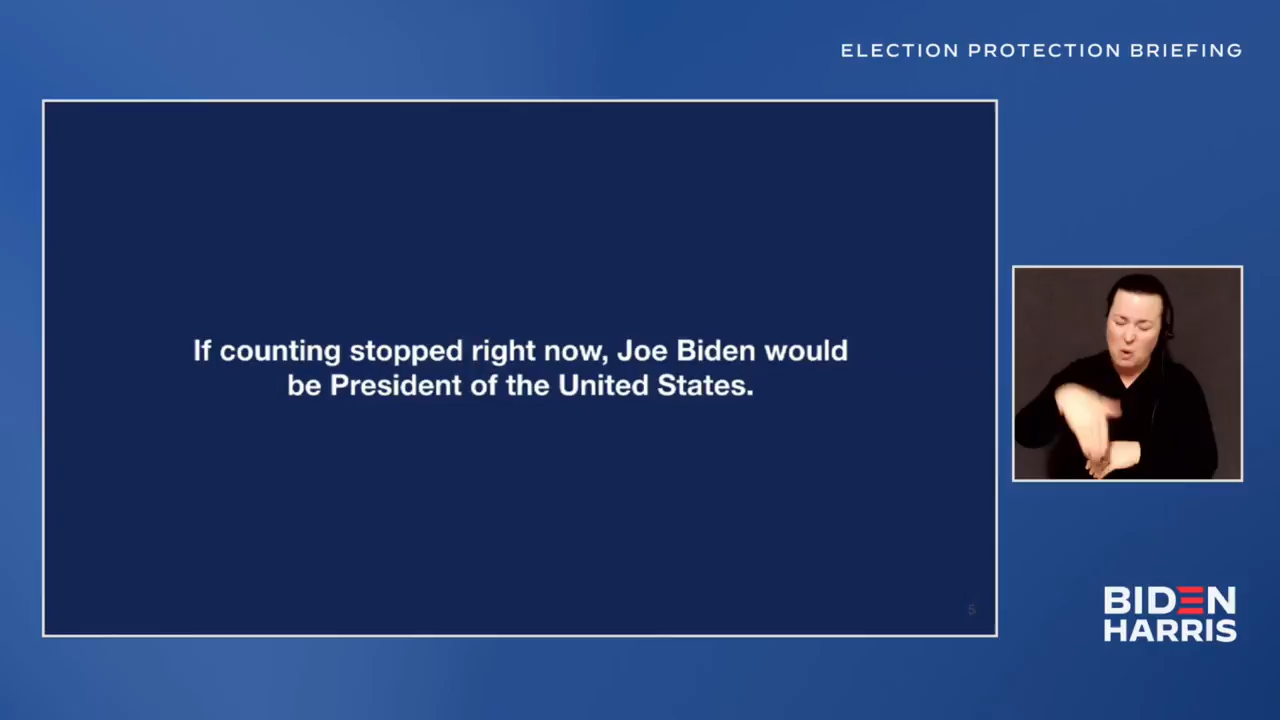 ELECTION PROTECTION BRIEFING
If counting stopped right now, Joe Biden would
be President of the United States.
5
BIDEN
HARRIS